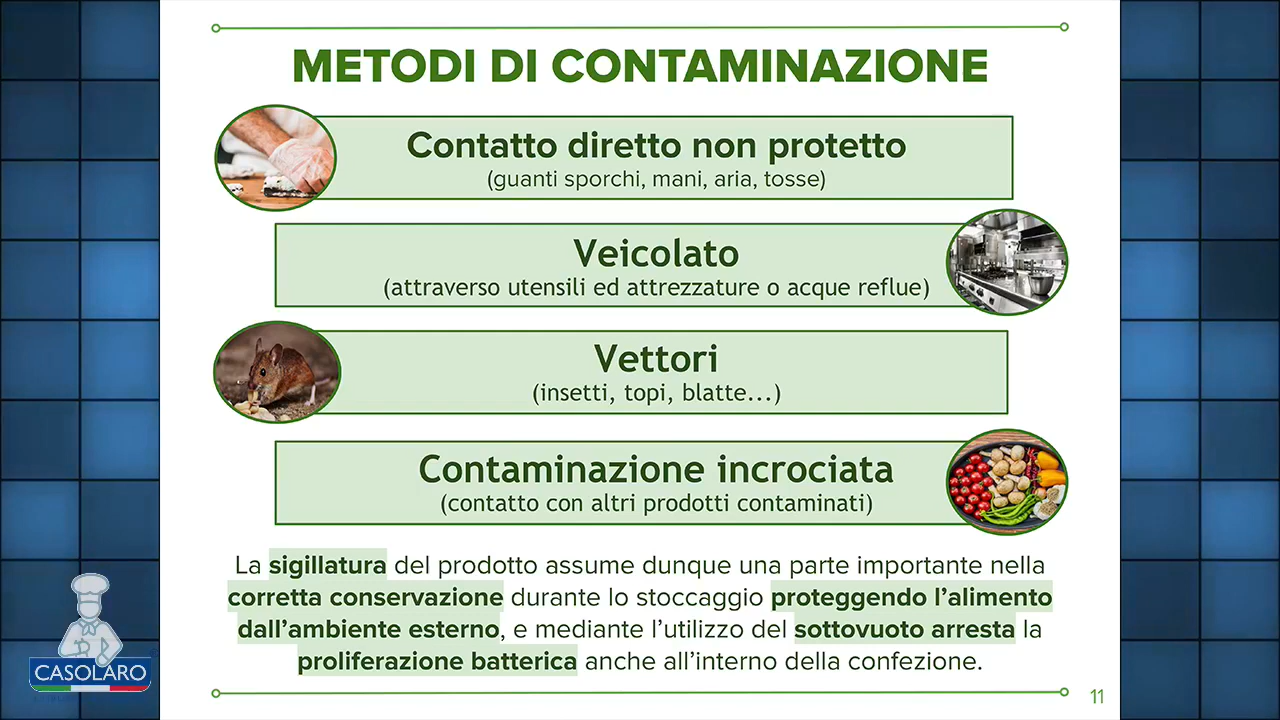 METODI DI CONTAMINAZIONE
Contatto diretto non protetto
(guanti sporchi, mani, aria, tosse)
Veicolato
(attraverso utensili ed attrezzature o acque reflue)
Vettori
(insetti, topi, blatte...)
Contaminazione incrociata
(contatto con altri prodotti contaminati)
La sigillatura del prodotto assume dunque una parte importante nella
corretta conservazione durante lo stoccaggio proteggendo l’alimento
dall’ambiente esterno, e mediante l’utilizzo del sottovuoto arresta la
proliferazione batterica anche all’interno della confezione.
CASOLARO
11